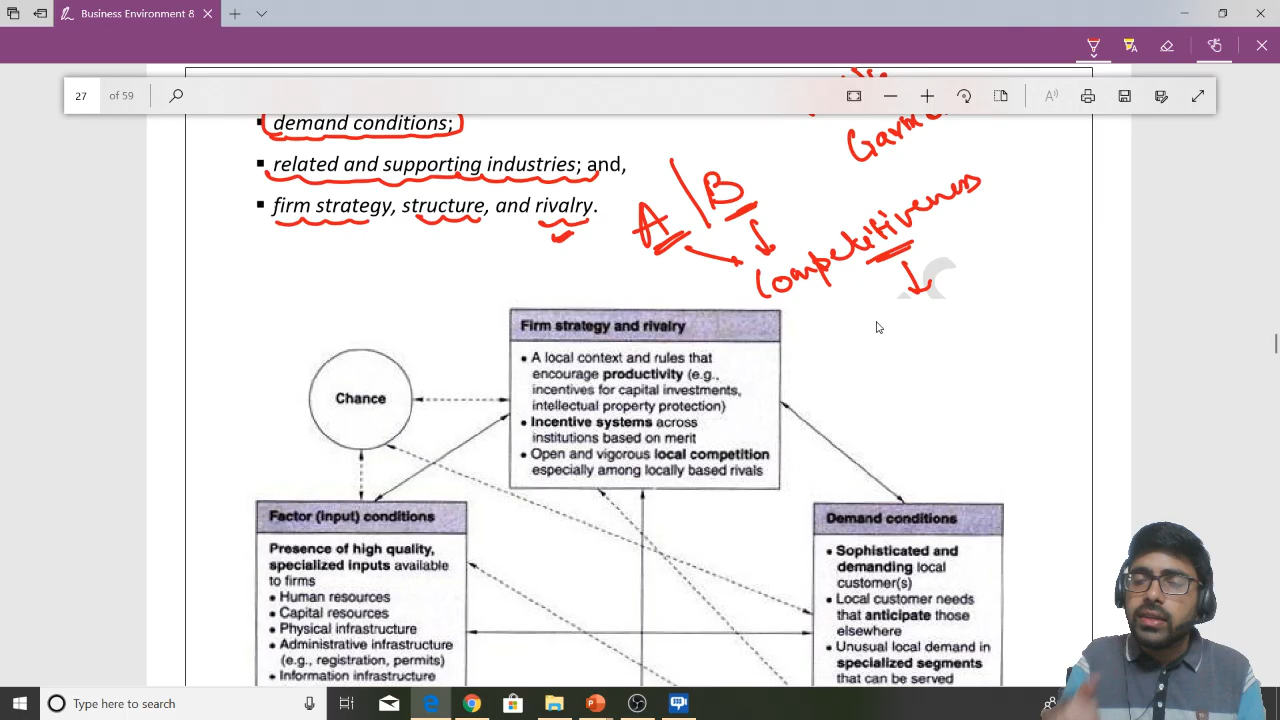 Business Environment 8
27 of 59
demand conditions;
related and supporting industries; and,
firm strategy, structure, and rivalry.
A B
Competitiveness
Firm strategy and rivalry
• A local context and rules that
encourage productivity (e.g.,
incentives for capital investments,
intellectual property protection)
• Incentive systems across
institutions based on merit
• Open and vigorous local competition
especially among locally based rivals
Chance
Factor (input) conditions
Presence of high quality,
specialized inputs available
to firms
• Human resources
• Capital resources
• Physical infrastructure
• Administrative infrastructure
(e.g., registration, permits)
• Information infrastructure
Demand conditions
• Sophisticated and
demanding local
customer(s)
• Local customer needs
that anticipate those
elsewhere
• Unusual local demand in
specialized segments
that can be served
Type here to search